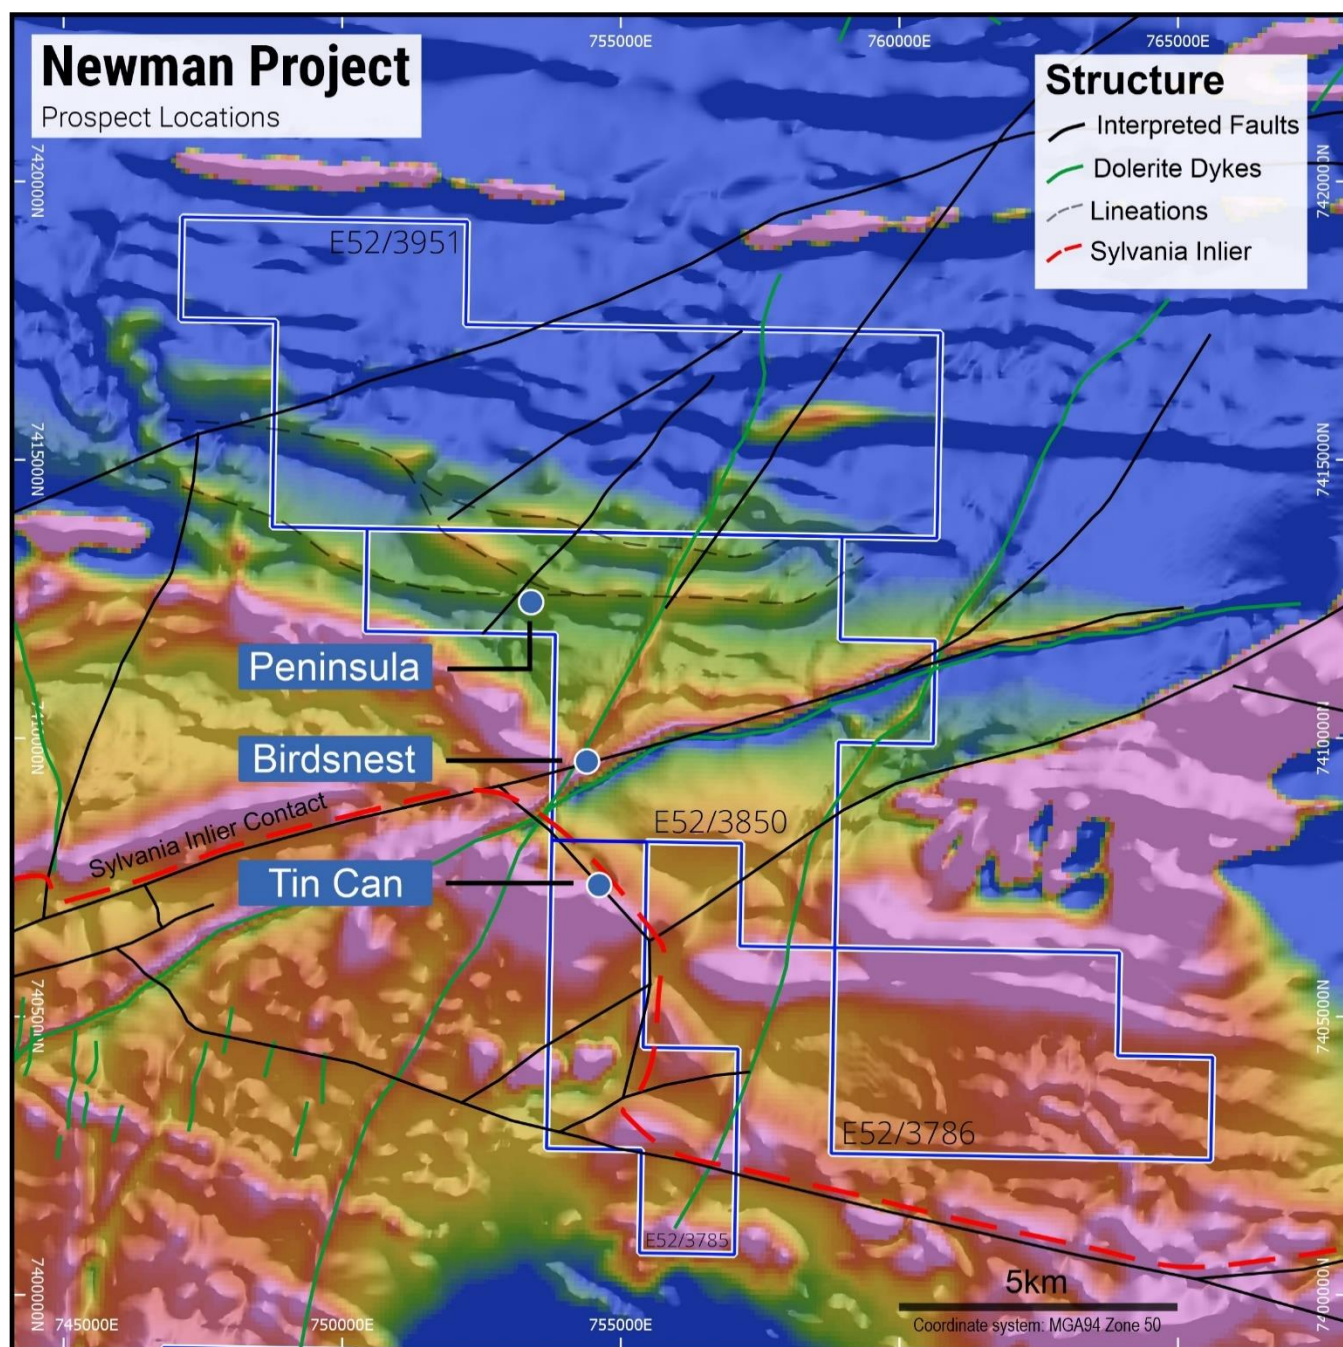 Newman Project
Prospect Locations
755000E
760000E
765000E
Structure
Interpreted Faults
Dolerite Dykes
Lineations
Sylvania Inlier
7420000N
7420000N
E52/3951
7415000N
7415000N
Peninsula
Birdsnest
7410000N
7410000N
E52/3850
Sylvania Inlier Contact
Tin Can
7405000N
7405000N
E52/3786
E52/3785
7400000N
7400000N
5km
Coordinate system: MGA94 Zone 50
745000E
750000E
755000E